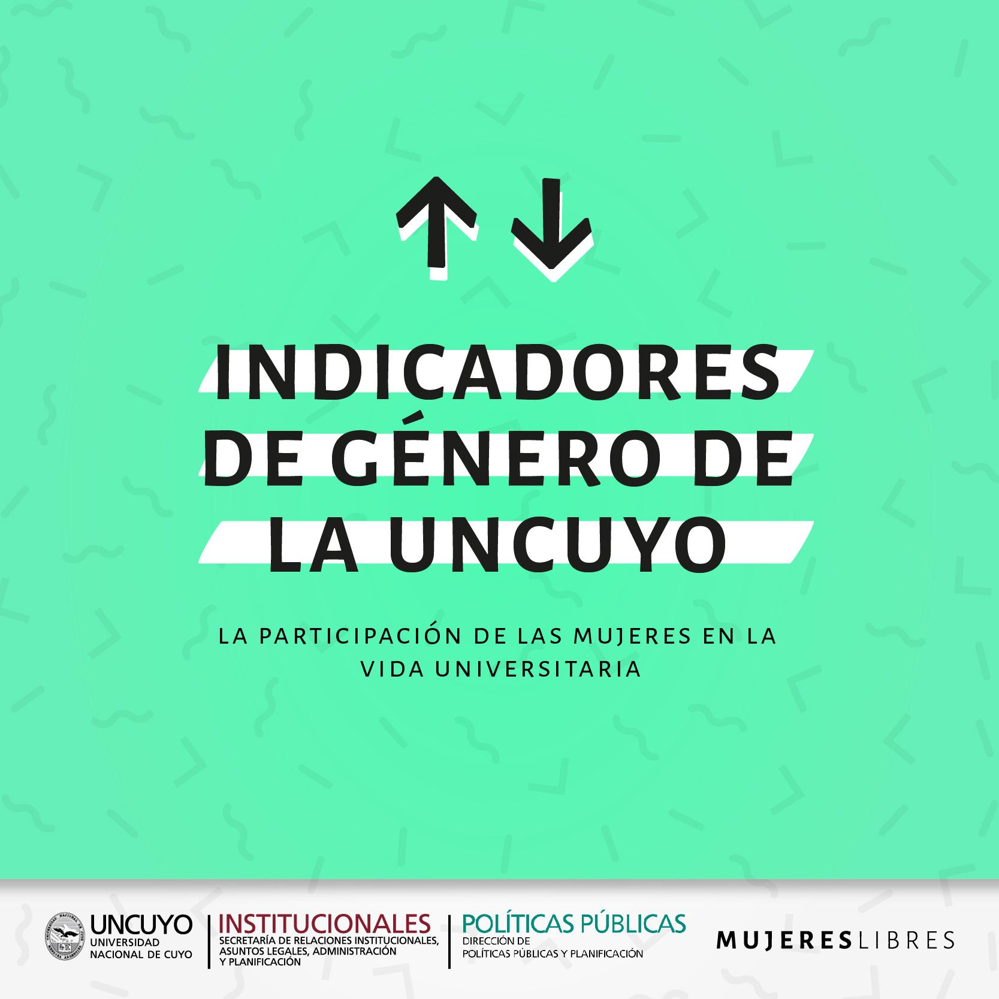 INDICADORES
DE GÉNERO DE
LA UNCUYO
LA PARTICIPACIÓN DE LAS MUJERES EN LA
VIDA UNIVERSITARIA
UNCUYO
UNIVERSIDAD
NACIONAL DE CUYO
INSTITUCIONALES
SECRETARÍA DE RELACIONES INSTITUCIONALES,
ASUNTOS LEGALES, ADMINISTRACIÓN
Y PLANIFICACIÓN
POLÍTICAS PÚBLICAS
DIRECCIÓN DE
POLÍTICAS PÚBLICAS Y PLANIFICACIÓN
MUJERESLIBRES